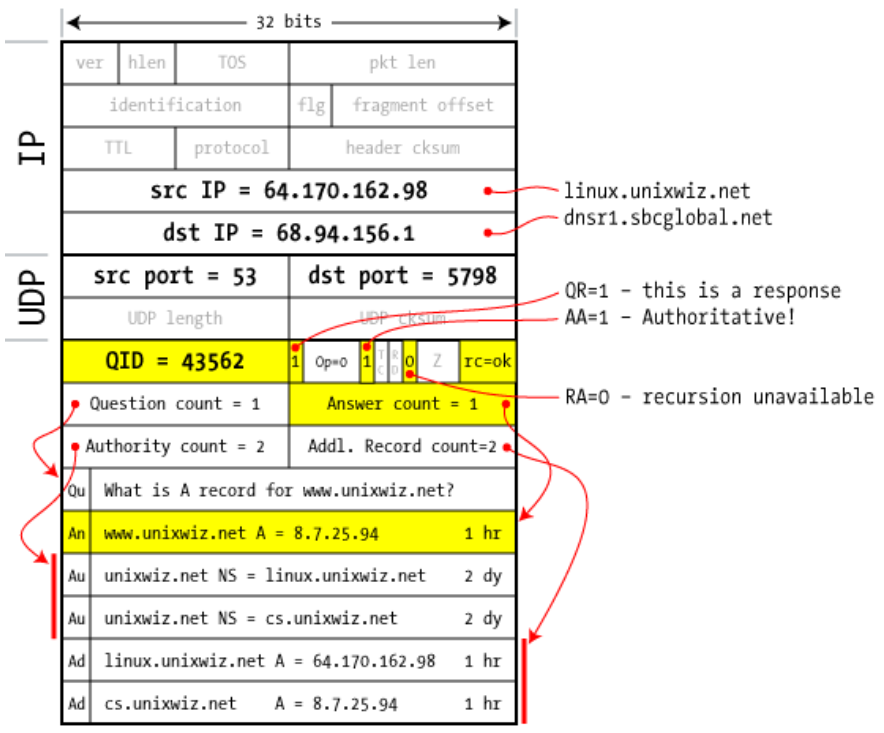 32 bits
ver hlen TOS pkt len
identification flg fragment offset
TTL protocol header cksum
IP
src IP = 64.170.162.98 linux.unixwiz.net
dst IP = 68.94.156.1 dnsr1.sbcglobal.net
UDP
src port = 53 dst port = 5798
QR=1 – this is a response
UDP length UDP cksum
AA=1 – Authoritative!
QID = 43562 1 Op=0 1 TC RD 0 Z rc=ok
RA=0 – recursion unavailable
Question count = 1 Answer count = 1
Authority count = 2 Addl. Record count=2
Qu What is A record for www.unixwiz.net?
An www.unixwiz.net A = 8.7.25.94 1 hr
Au unixwiz.net NS = linux.unixwiz.net 2 dy
Au unixwiz.net NS = cs.unixwiz.net 2 dy
Ad linux.unixwiz.net A = 64.170.162.98 1 hr
Ad cs.unixwiz.net A = 8.7.25.94 1 hr